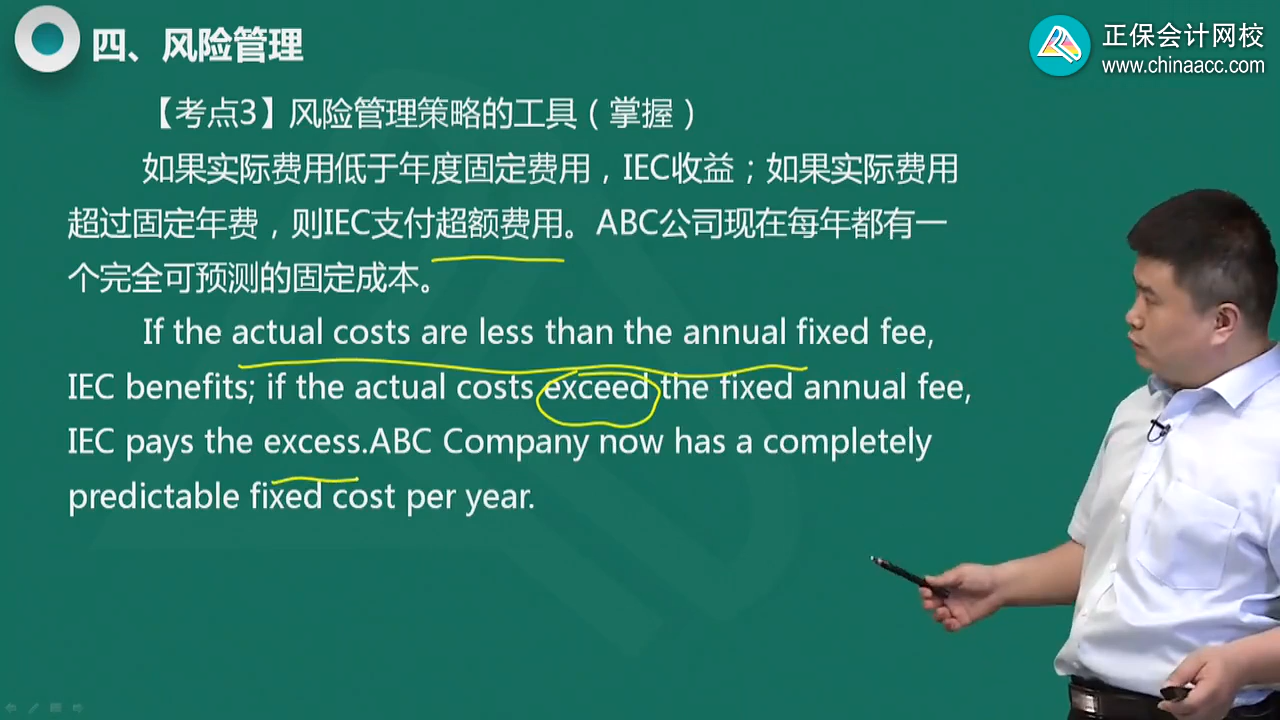 四、风险管理
正保会计网校
www.chinaacc.com
【考点3】风险管理策略的工具（掌握）
如果实际费用低于年度固定费用，IEC收益；如果实际费用
超过固定年费，则IEC支付超额费用。ABC公司现在每年都有一
个完全可预测的固定成本。
If the actual costs are less than the annual fixed fee,
IEC benefits; if the actual costs exceed the fixed annual fee,
IEC pays the excess.ABC Company now has a completely
predictable fixed cost per year.